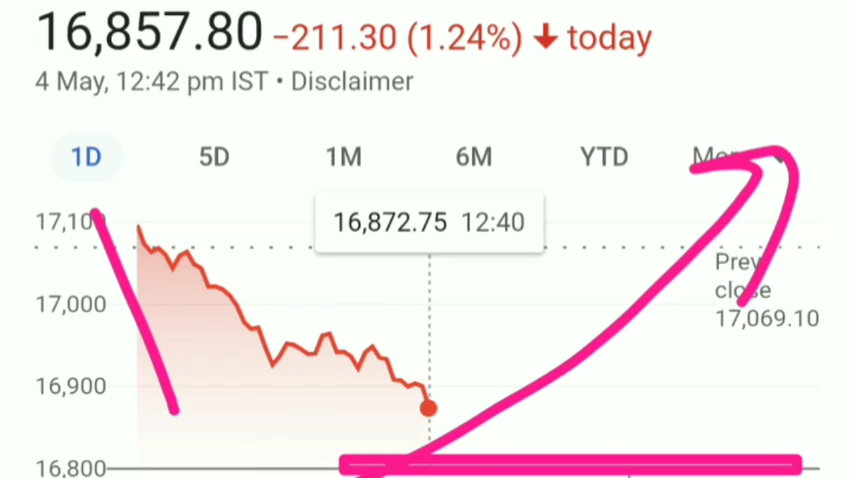 16,857.80 −211.30 (1.24%) ↓ today
4 May, 12:42 pm IST • Disclaimer
1D 5D 1M 6M YTD
16,872.75 12:40
17,100
Prev
close
17,069.10
17,000
16,900
16,800